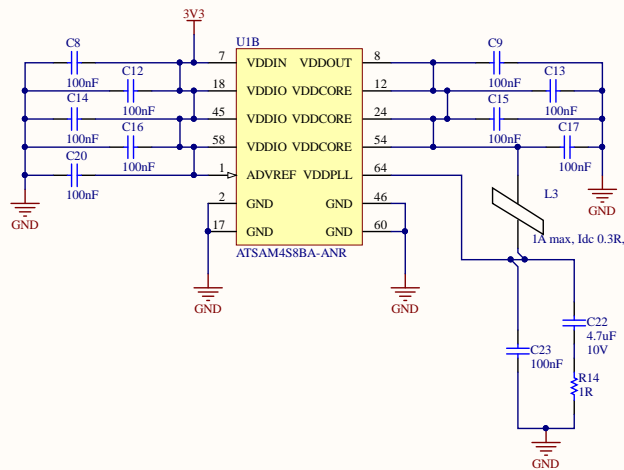 3V3
U1B
C8
100nF
C12
100nF
C14
100nF
C16
100nF
C20
100nF
GND
7 VDDIN VDDOUT 8
18 VDDIO VDDCORE 12
45 VDDIO VDDCORE 24
58 VDDIO VDDCORE 54
1 ADVREF VDDPLL 64
2 GND GND 46
17 GND GND 60
ATSAM4S8BA-ANR
GND
GND
C9
100nF
C13
100nF
C15
100nF
C17
100nF
GND
L3
1A max, Idc 0.3R,
C22
4.7uF
10V
C23
100nF
R14
1R
GND